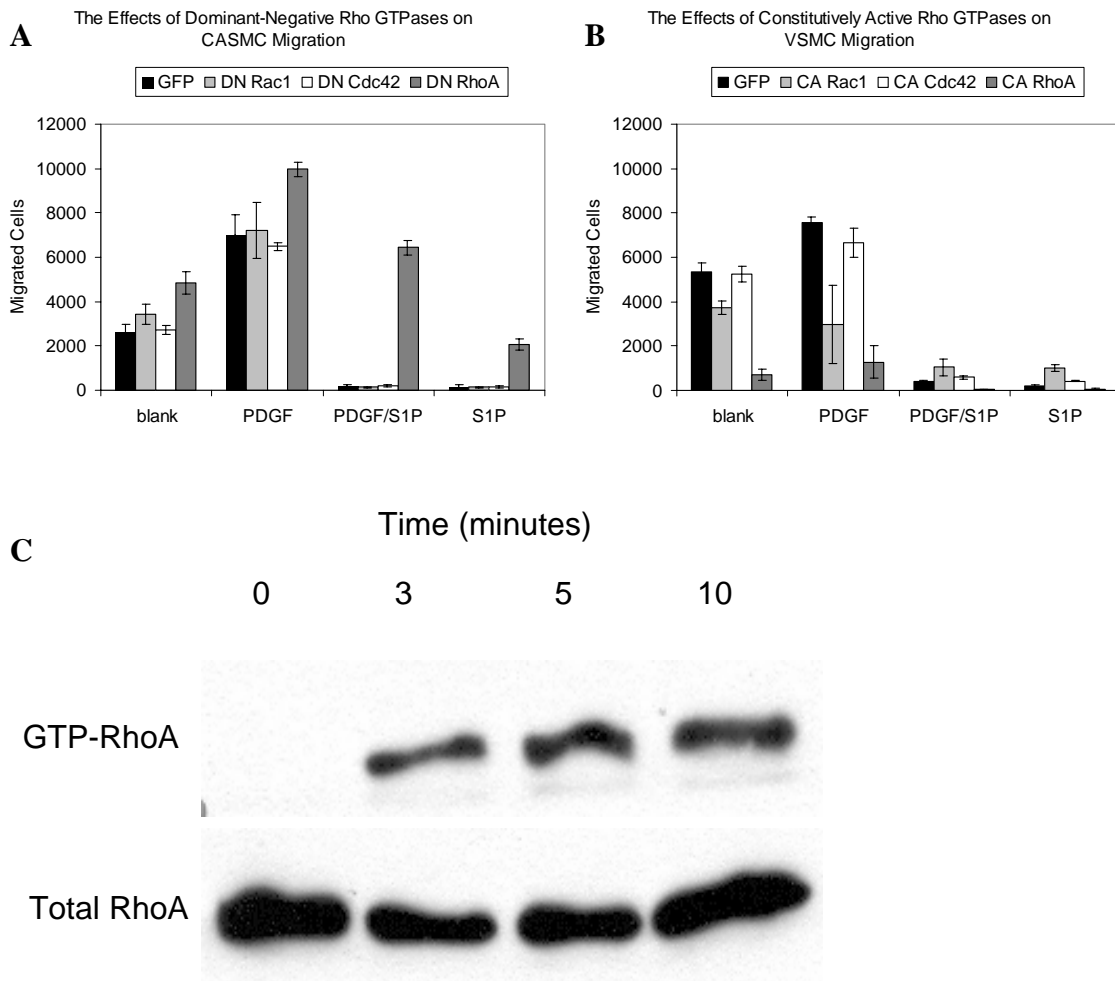 A
The Effects of Dominant-Negative Rho GTPases on
CASMC Migration
GFP DN Rac1 DN Cdc42 DN RhoA
12000
10000
8000
6000
4000
2000
0
Migrated Cells
blank PDGF PDGF/S1P S1P
B
The Effects of Constitutively Active Rho GTPases on
VSMC Migration
GFP CA Rac1 CA Cdc42 CA RhoA
12000
10000
8000
6000
4000
2000
0
Migrated Cells
blank PDGF PDGF/S1P S1P
C
Time (minutes)
0 3 5 10
GTP-RhoA
Total RhoA